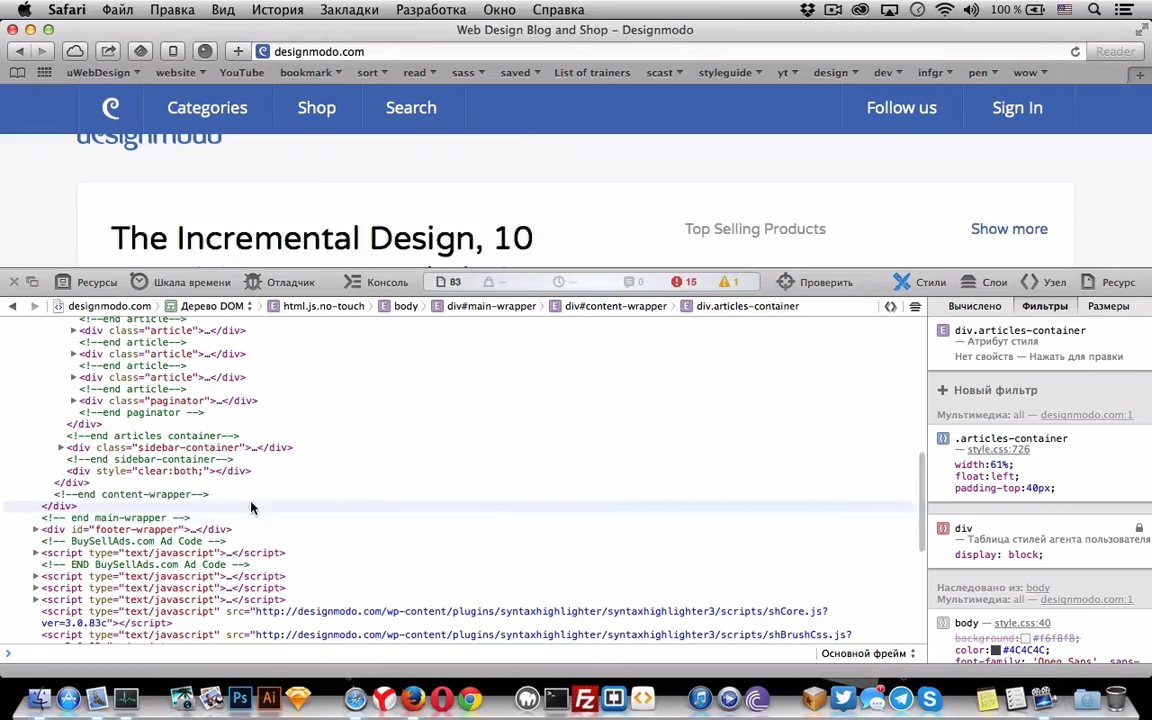 Safari Файл Правка Вид История Закладки Разработка Окно Справка 100 %
Web Design Blog and Shop – Designmodo
designmodo.com Reader
uWebDesign website YouTube bookmark sort read sass saved List of trainers scast styleguide yt design dev infgr pen wow
Categories Shop Search Follow us Sign In
designmodo
The Incremental Design, 10
Top Selling Products
Show more
Ресурсы Шкала времени Отладчик Консоль 83 – – 0 15 1 Проверить Стили Слои Узел Ресурс
designmodo.com Дерево DOM html.js.no-touch body div#main-wrapper div#content-wrapper div.articles-container Вычислено Фильтры Размеры
<!--end article-->
<div class="article">…</div>
<!--end article-->
<div class="article">…</div>
<!--end article-->
<div class="article">…</div>
<!--end article-->
<div class="paginator">…</div>
<!--end paginator -->
</div>
<!--end articles container-->
<div class="sidebar-container">…</div>
<!--end sidebar-container-->
<div style="clear:both;"></div>
</div>
<!--end content-wrapper-->
</div>
<!-- end main-wrapper -->
<div id="footer-wrapper">…</div>
<!-- BuySellAds.com Ad Code -->
<script type="text/javascript">…</script>
<!-- END BuySellAds.com Ad Code -->
<script type="text/javascript">…</script>
<script type="text/javascript">…</script>
<script type="text/javascript">…</script>
<script type="text/javascript" src="http://designmodo.com/wp-content/plugins/syntaxhighlighter/syntaxhighlighter3/scripts/shCore.js?
ver=3.0.83c"></script>
<script type="text/javascript" src="http://designmodo.com/wp-content/plugins/syntaxhighlighter/syntaxhighlighter3/scripts/shBrushCss.js?
div.articles-container
— Атрибут стиля
Нет свойств — Нажать для правки
Новый фильтр
Мультимедиа: all — designmodo.com:1
.articles-container
— style.css:726
width:61%;
float:left;
padding-top:40px;
div
— Таблица стилей агента пользователя
display: block;
Наследовано из: body
Мультимедиа: all — designmodo.com:1
body — style.css:40
background: #f6f8f8;
color: #4C4C4C;
font-family: 'Open Sans', sans-
Основной фрейм